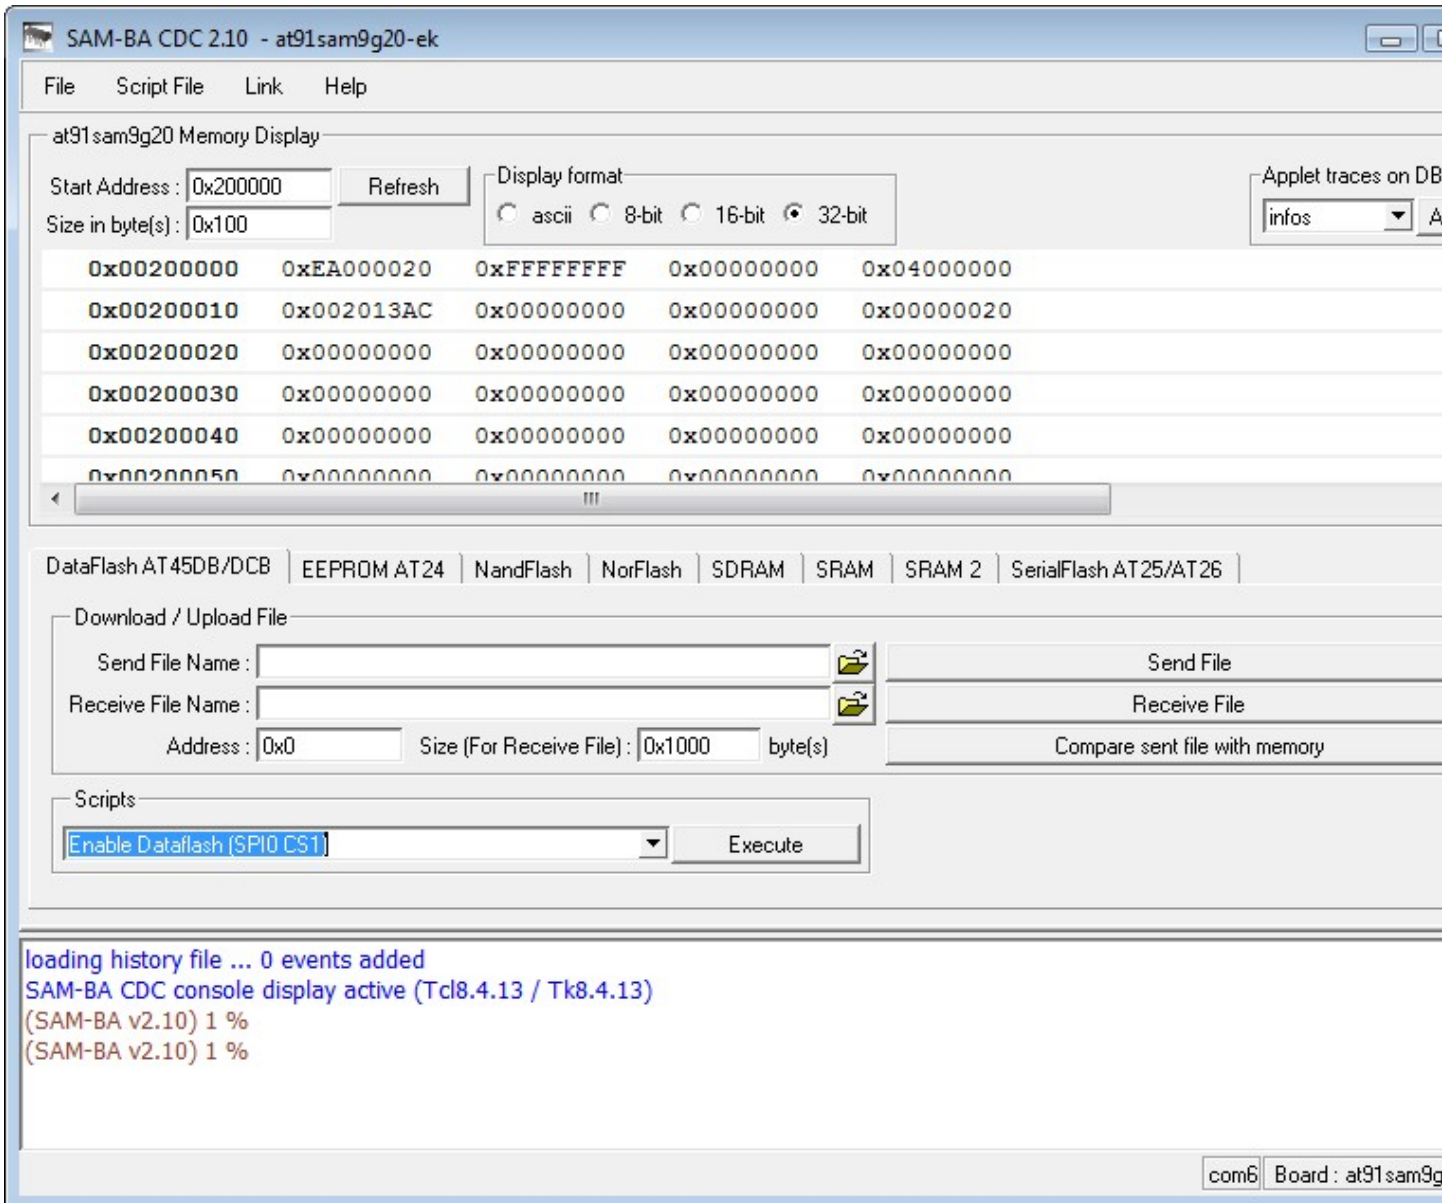 SAM-BA CDC 2.10 - at91sam9g20-ek
File Script File Link Help
at91sam9g20 Memory Display
Start Address : 0x200000 Refresh
Size in byte(s) : 0x100
Display format
ascii 8-bit 16-bit 32-bit
Applet traces on DB
infos A
0x00200000 0xEA000020 0xFFFFFFFF 0x00000000 0x04000000
0x00200010 0x002013AC 0x00000000 0x00000000 0x00000020
0x00200020 0x00000000 0x00000000 0x00000000 0x00000000
0x00200030 0x00000000 0x00000000 0x00000000 0x00000000
0x00200040 0x00000000 0x00000000 0x00000000 0x00000000
0x00200050 0x00000000 0x00000000 0x00000000 0x00000000
DataFlash AT45DB/DCB EEPROM AT24 NandFlash NorFlash SDRAM SRAM SRAM 2 SerialFlash AT25/AT26
Download / Upload File
Send File Name : Send File
Receive File Name : Receive File
Address : 0x0 Size (For Receive File) : 0x1000 byte(s) Compare sent file with memory
Scripts
Enable Dataflash (SPI0 CS1) Execute
loading history file ... 0 events added
SAM-BA CDC console display active (Tcl8.4.13 / Tk8.4.13)
(SAM-BA v2.10) 1 %
(SAM-BA v2.10) 1 %
com6 Board : at91sam9g